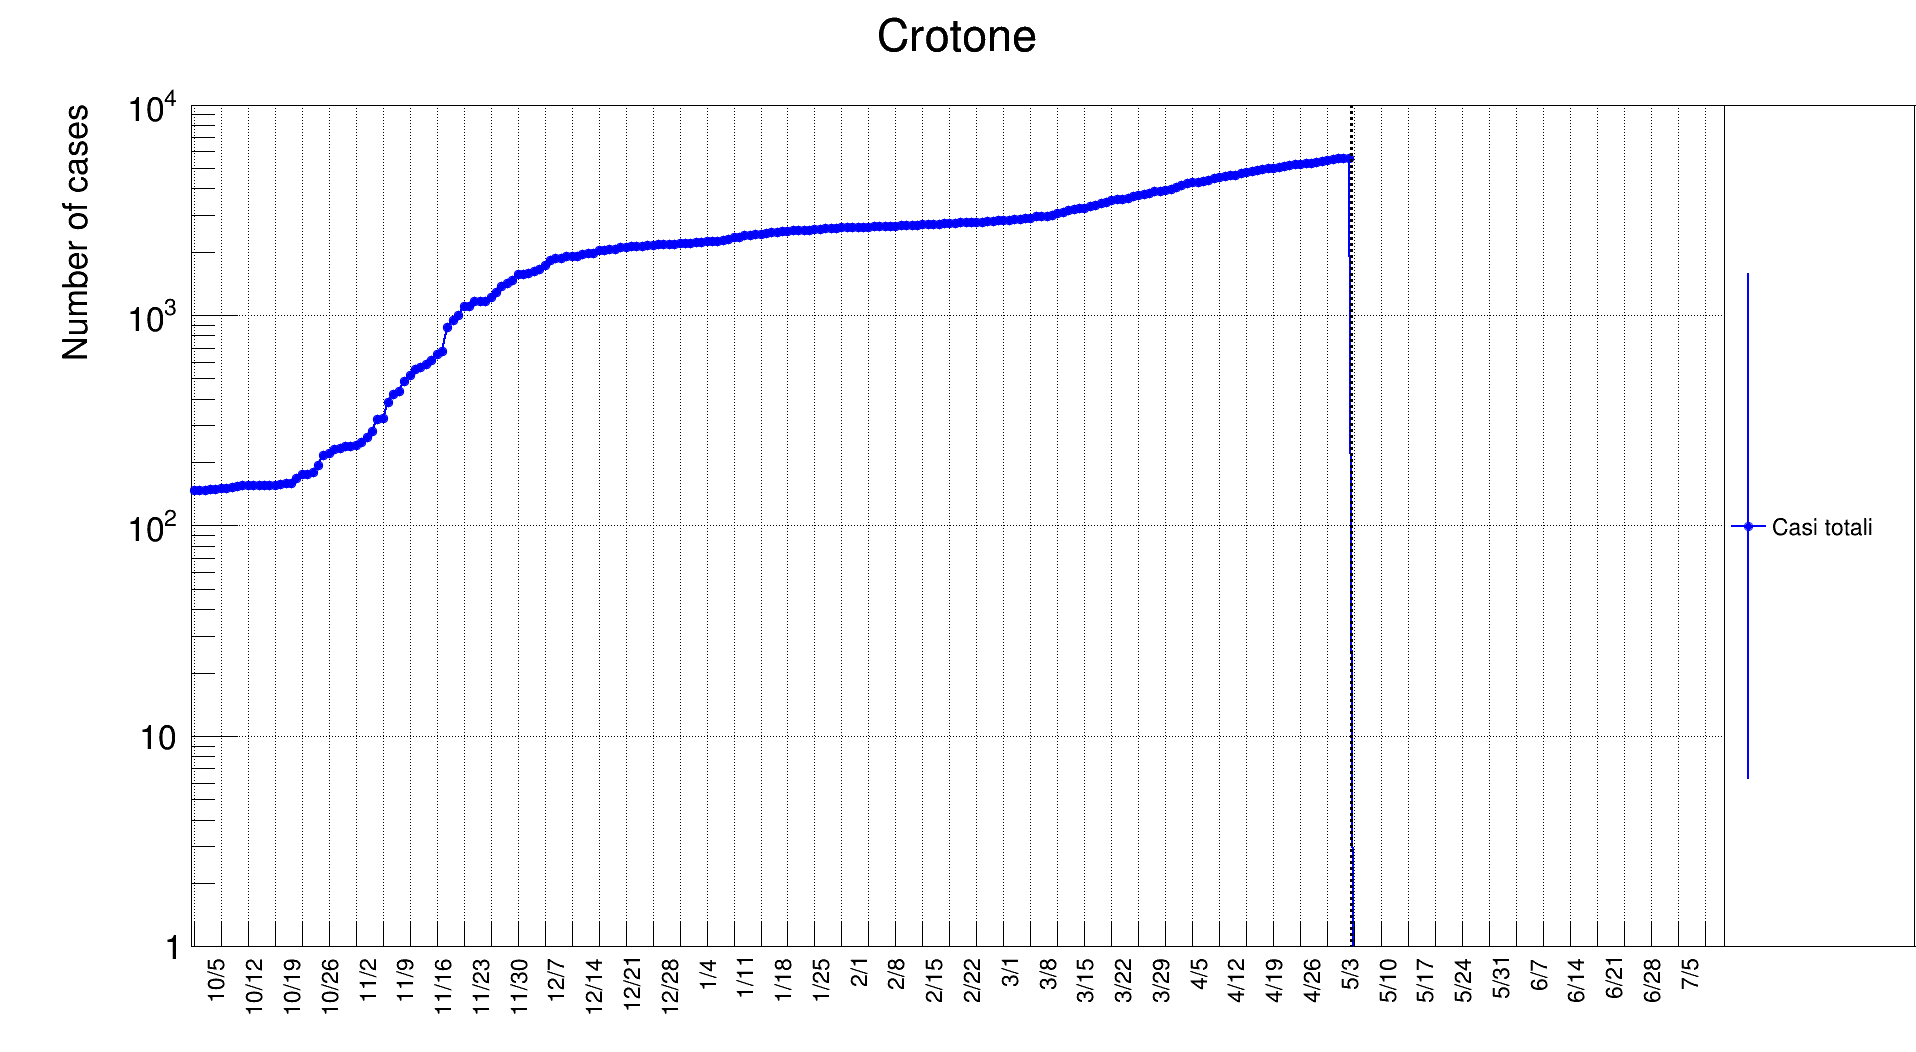 Crotone
Number of cases
10^4
10^3
10^2
10
1
10/5 10/12 10/19 10/26 11/2 11/9 11/16 11/23 11/30 12/7 12/14 12/21 12/28 1/4 1/11 1/18 1/25 2/1 2/8 2/15 2/22 3/1 3/8 3/15 3/22 3/29 4/5 4/12 4/19 4/26 5/3 5/10 5/17 5/24 5/31 6/7 6/14 6/21 6/28 7/5
Casi totali